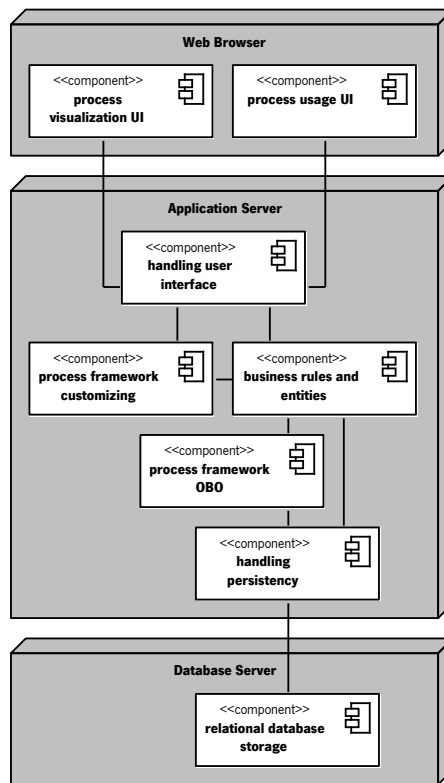 Web Browser
<<component>>
process
visualization UI
<<component>>
process usage UI
Application Server
<<component>>
handling user
interface
<<component>>
process framework
customizing
<<component>>
business rules and
entities
<<component>>
process framework
OBO
<<component>>
handling
persistency
Database Server
<<component>>
relational database
storage